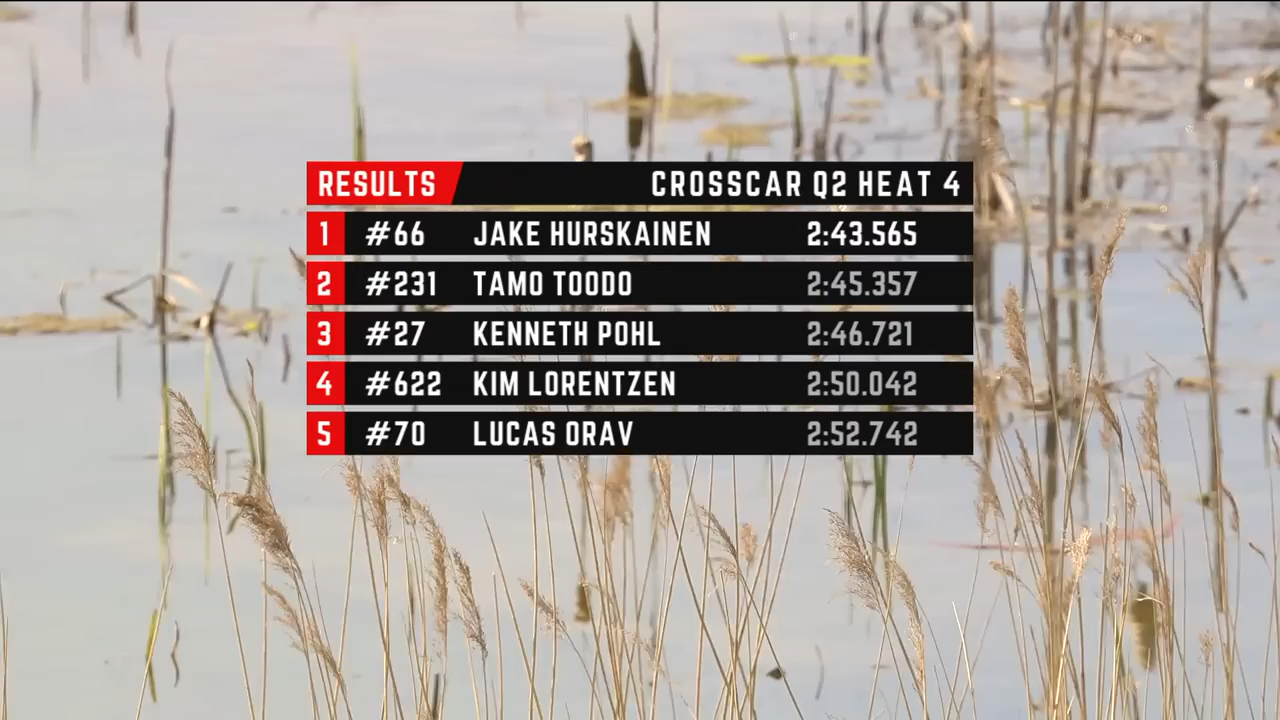 RESULTS CROSSCAR Q2 HEAT 4
1 #66 JAKE HURSKAINEN 2:43.565
2 #231 TAMO TOODO 2:45.357
3 #27 KENNETH POHL 2:46.721
4 #622 KIM LORENTZEN 2:50.042
5 #70 LUCAS ORAV 2:52.742